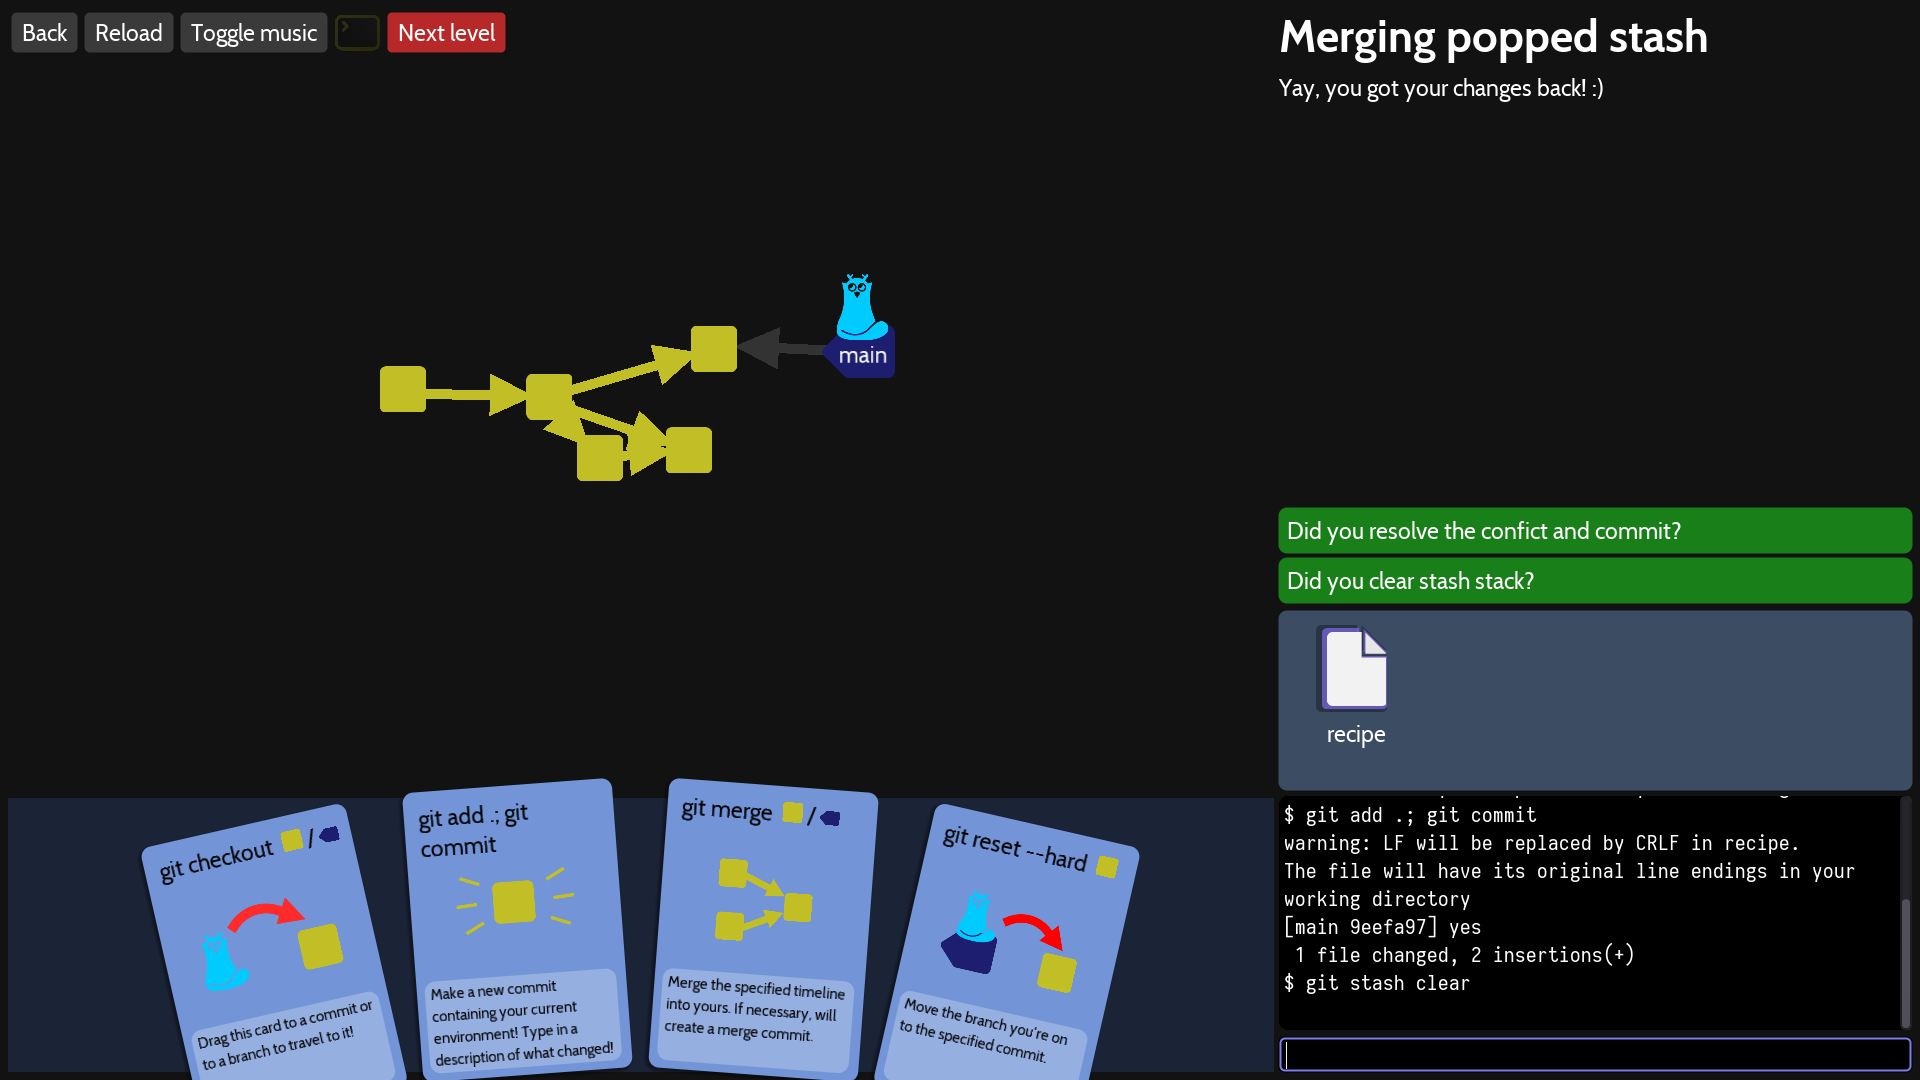 Back
Reload
Toggle music
Next level
Merging popped stash
Yay, you got your changes back! :)
main
Did you resolve the confict and commit?
Did you clear stash stack?
recipe
$ git add .; git commit
warning: LF will be replaced by CRLF in recipe.
The file will have its original line endings in your
working directory
[main 9eefa97] yes
1 file changed, 2 insertions(+)
$ git stash clear
git checkout /
Drag this card to a commit or
to a branch to travel to it!
git add .; git
commit
Make a new commit
containing your current
environment! Type in a
description of what changed!
git merge /
Merge the specified timeline
into yours. If necessary, will
create a merge commit.
git reset --hard
Move the branch you're on
to the specified commit.